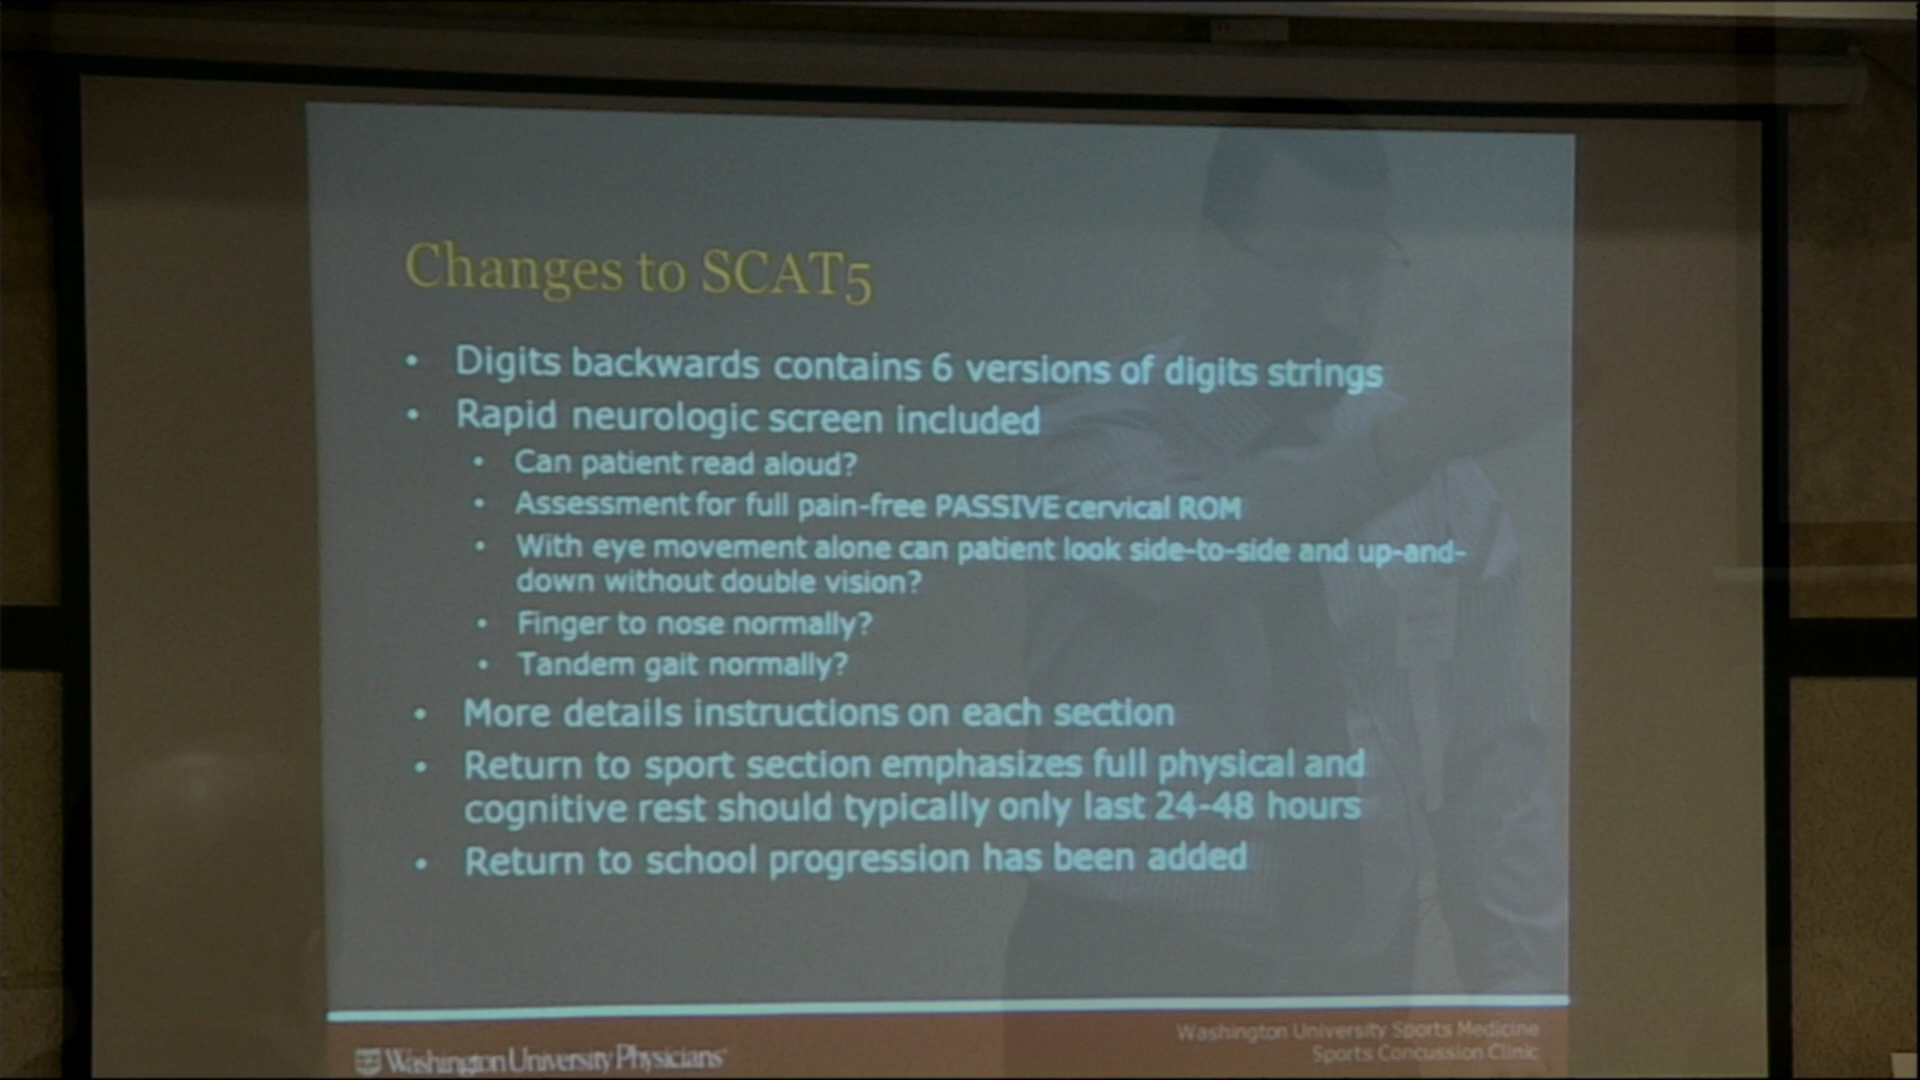 Changes to SCAT5
• Digits backwards contains 6 versions of digits strings
• Rapid neurologic screen included
• Can patient read aloud?
• Assessment for full pain-free PASSIVE cervical ROM
• With eye movement alone can patient look side-to-side and up-and-
down without double vision?
• Finger to nose normally?
• Tandem gait normally?
• More details instructions on each section
• Return to sport section emphasizes full physical and
cognitive rest should typically only last 24-48 hours
• Return to school progression has been added
Washington University Physicians
Washington University Sports Medicine
Sports Concussion Clinic